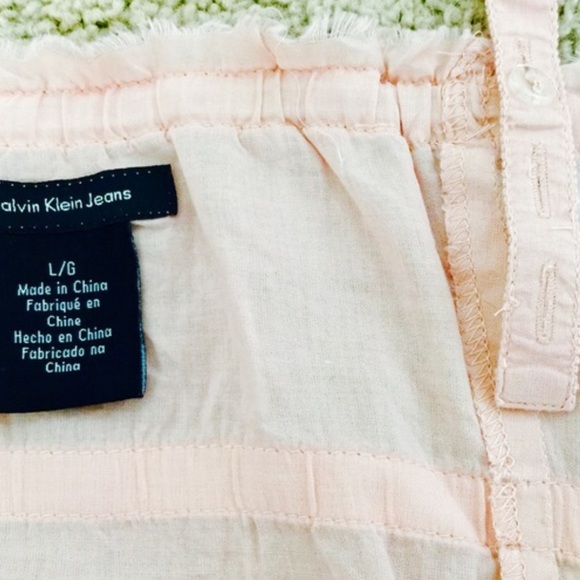 alvin Klein Jeans
L/G
Made in China
Fabriqué en
Chine
Hecho en China
Fabricado na
China